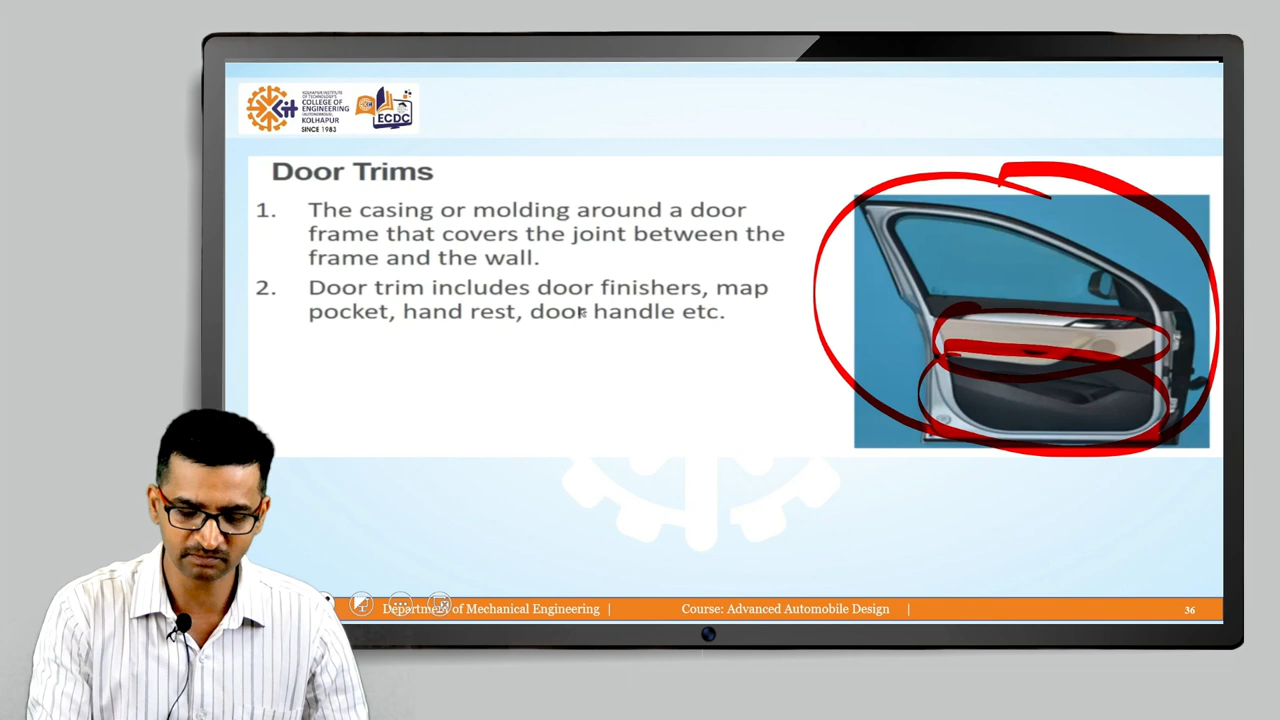 KOLHAPUR INSTITUTE
OF TECHNOLOGY'S
COLLEGE OF
ENGINEERING
(AUTONOMOUS),
KOLHAPUR
SINCE 1983
ECDC
Door Trims
1. The casing or molding around a door
frame that covers the joint between the
frame and the wall.
2. Door trim includes door finishers, map
pocket, hand rest, door handle etc.
Department of Mechanical Engineering |
Course: Advanced Automobile Design |
36